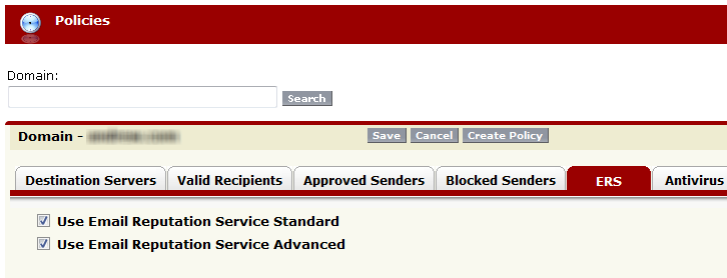 Policies
Domain:
Search
Domain - Save Cancel Create Policy
Destination Servers Valid Recipients Approved Senders Blocked Senders ERS Antivirus
Use Email Reputation Service Standard
Use Email Reputation Service Advanced